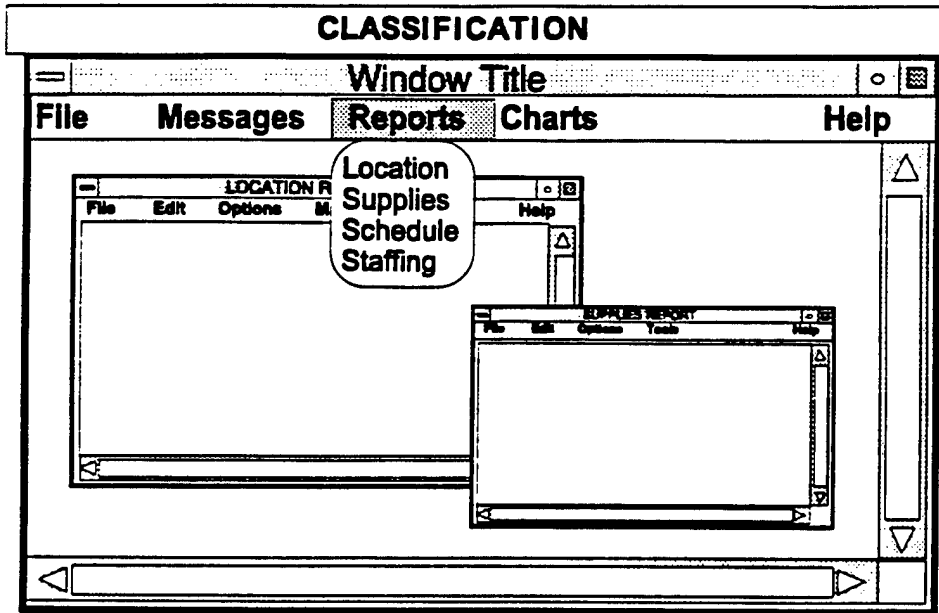 CLASSIFICATION
Window Title
File Messages Reports Charts Help
Location
Supplies
Schedule
Staffing
LOCATION R
File Edit Options Help
SUPPLIES REPORT
File Edit Options Tools Help